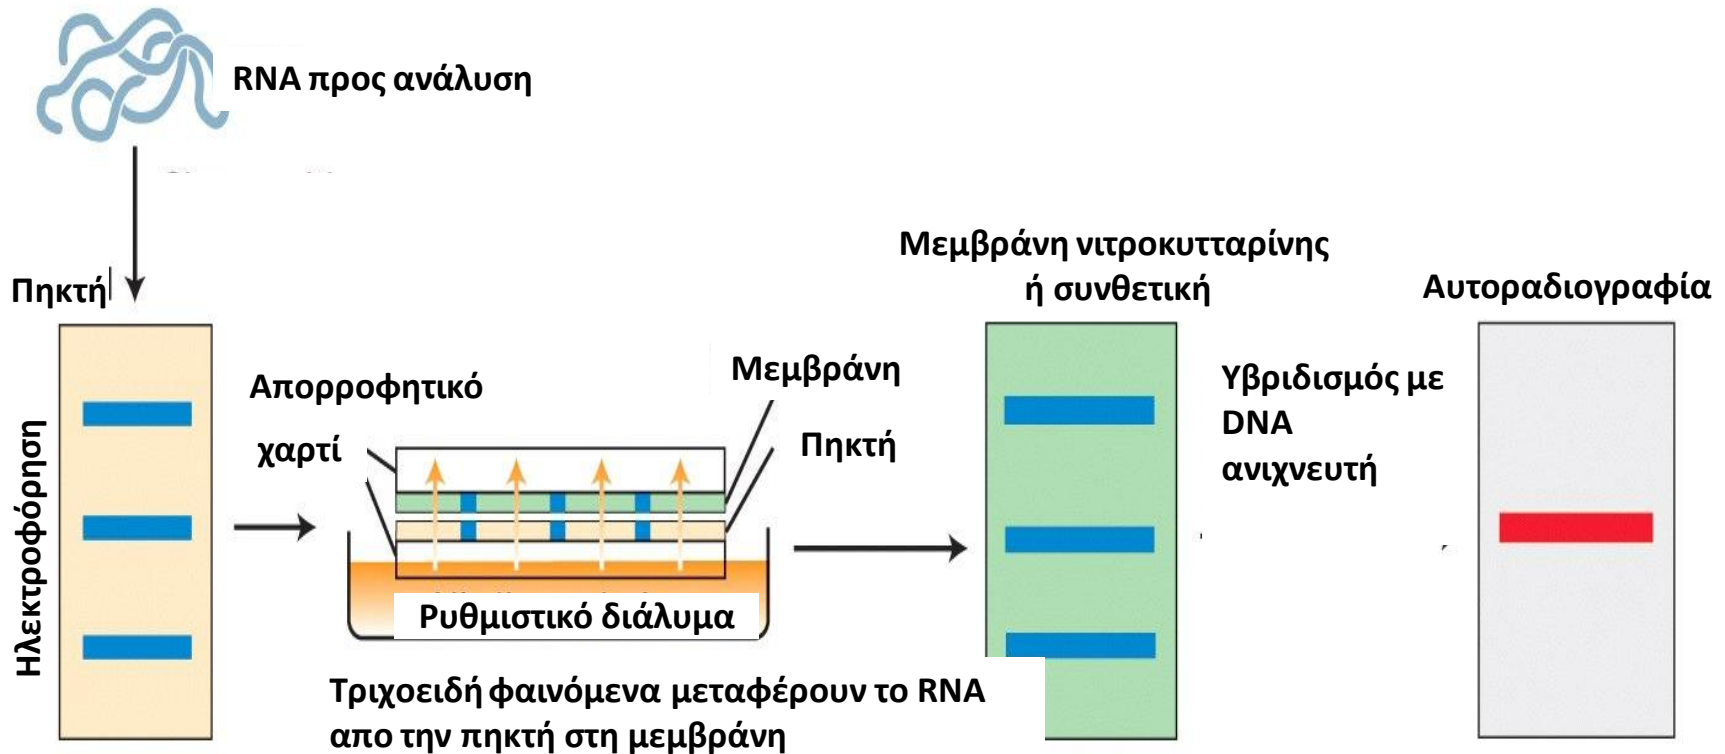 RNA προς ανάλυση
Πηκτή
Ηλεκτροφόρηση
Απορροφητικό
χαρτί
Μεμβράνη
Πηκτή
Ρυθμιστικό διάλυμα
Τριχοειδή φαινόμενα μεταφέρουν το RNA
απο την πηκτή στη μεμβράνη
Μεμβράνη νιτροκυτταρίνης
ή συνθετική
Υβριδισμός με
DNA
ανιχνευτή
Αυτοραδιογραφία